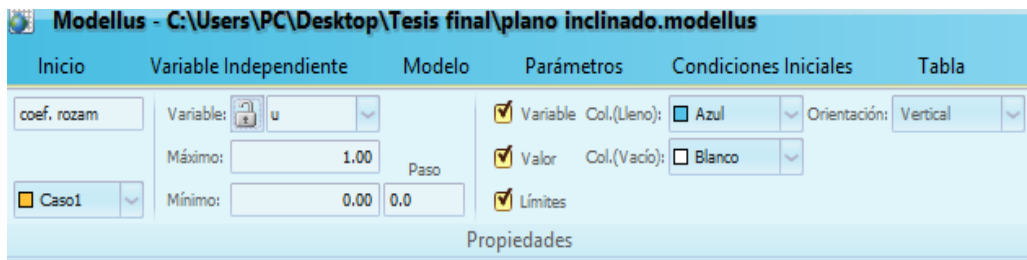 Modellus - C:\Users\PC\Desktop\Tesis final\plano inclinado.modellus
Inicio Variable Independiente Modelo Parámetros Condiciones Iniciales Tabla
coef. rozam Variable: u Variable Col.(Lleno): Azul Orientación: Vertical
Máximo: 1.00 Paso Valor Col.(Vacío): Blanco
Caso1 Mínimo: 0.00 0.0 Límites
Propiedades